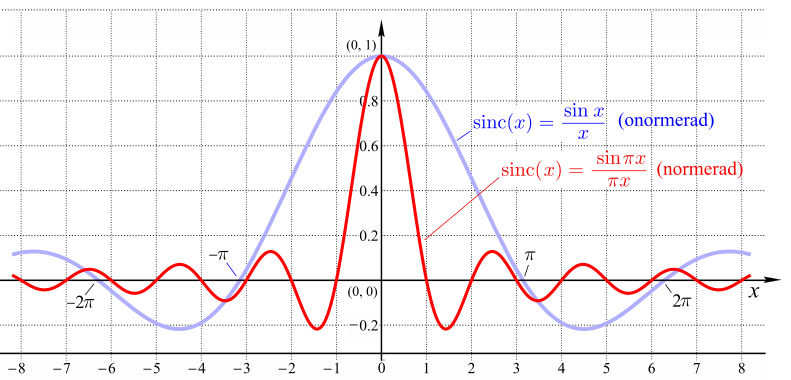 (0, 1)
0.8
sinc(x) = sin x / x (onormerad)
0.6
sinc(x) = sin πx / πx (normerad)
0.4
0.2
−π
π
−2π
(0, 0)
2π
x
−0.2
−8 −7 −6 −5 −4 −3 −2 −1 0 1 2 3 4 5 6 7 8